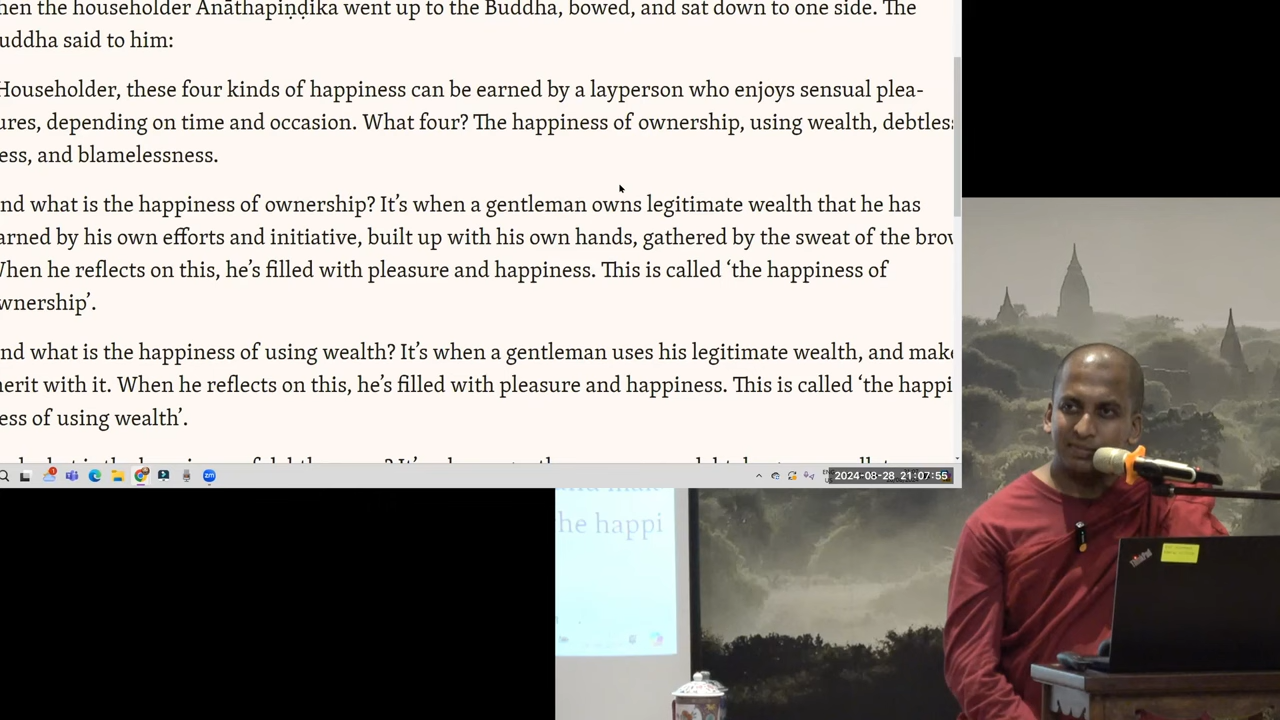 hen the householder Anāthapiṇḍika went up to the Buddha, bowed, and sat down to one side. The
uddha said to him:
Householder, these four kinds of happiness can be earned by a layperson who enjoys sensual plea-
ures, depending on time and occasion. What four? The happiness of ownership, using wealth, debtless
ess, and blamelessness.
nd what is the happiness of ownership? It’s when a gentleman owns legitimate wealth that he has
arned by his own efforts and initiative, built up with his own hands, gathered by the sweat of the brow
When he reflects on this, he’s filled with pleasure and happiness. This is called ‘the happiness of
wnership’.
nd what is the happiness of using wealth? It’s when a gentleman uses his legitimate wealth, and make
erit with it. When he reflects on this, he’s filled with pleasure and happiness. This is called ‘the happi
ess of using wealth’.
2024-08-28 21:07:55
he happi
ThinkPad